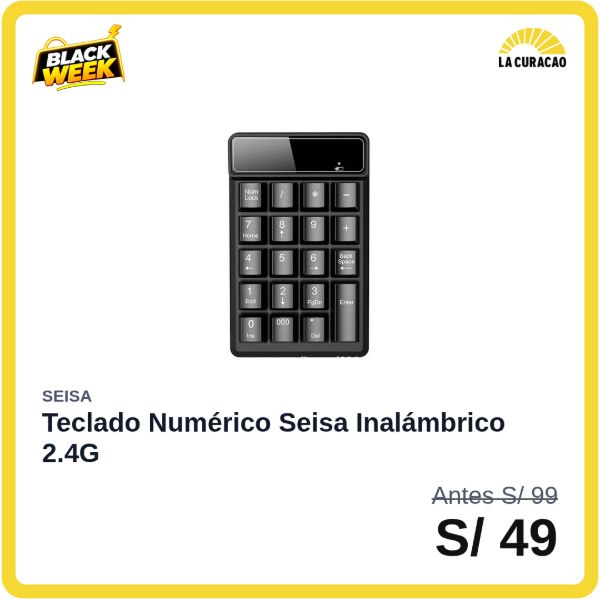 BLACK
WEEK
LA CURACAO
Num
Lock
/
*
-
7
Home
8
↑
9
+
4
←
5
6
→
Back
Space
←
1
End
2
↓
3
PgDn
Enter
0
Ins
000
.
Del
SEISA
Teclado Numérico Seisa Inalámbrico
2.4G
Antes S/ 99
S/ 49